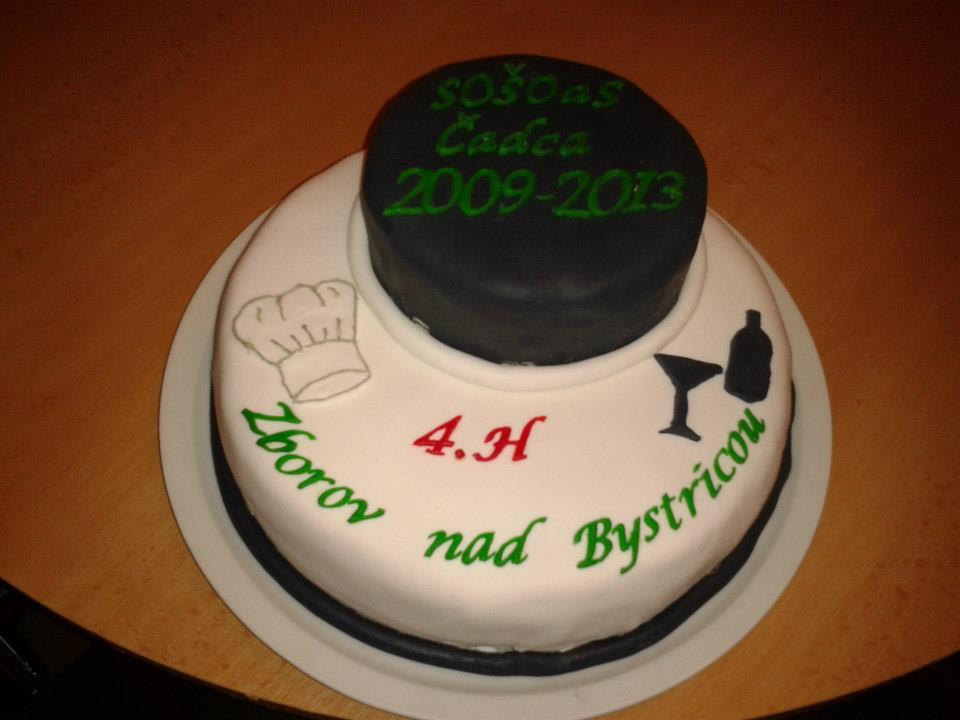 SOŠOaS
Čadca
2009-2013
4.H
Zborov nad Bystricou